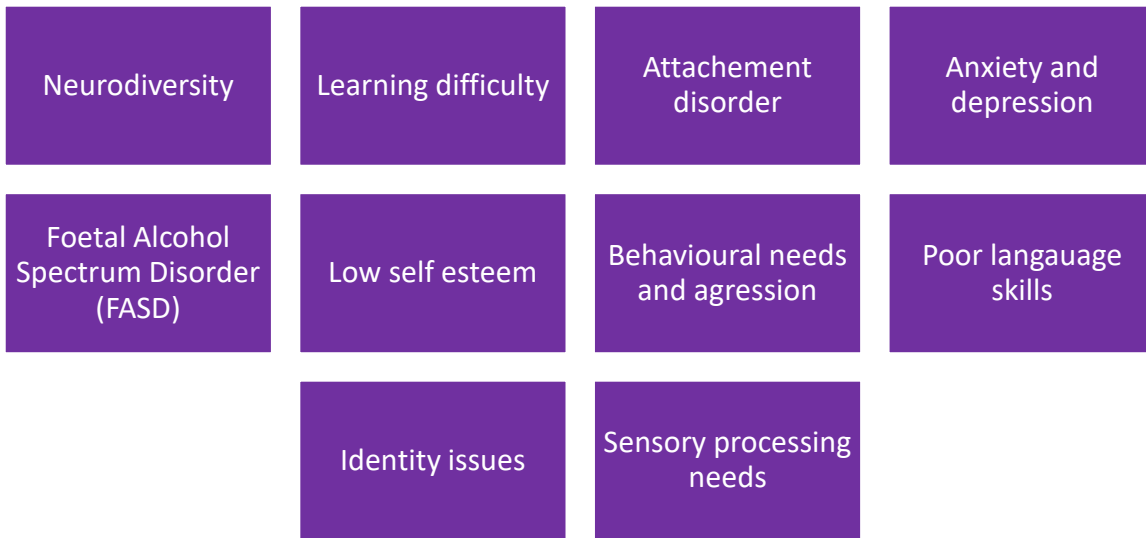 Neurodiversity
Learning difficulty
Attachement
disorder
Anxiety and
depression
Foetal Alcohol
Spectrum Disorder
(FASD)
Low self esteem
Behavioural needs
and agression
Poor langauage
skills
Identity issues
Sensory processing
needs